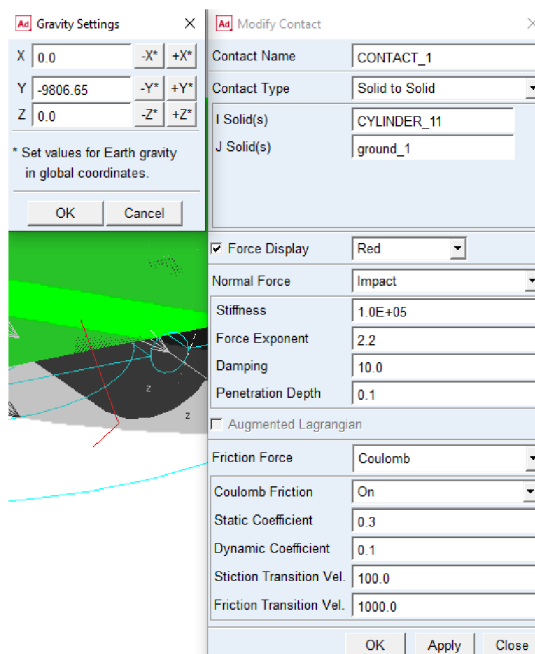 Ad Gravity Settings
X 0.0 -X* +X*
Y -9806.65 -Y* +Y*
Z 0.0 -Z* +Z*
* Set values for Earth gravity
in global coordinates.
OK Cancel
z
z
Ad Modify Contact
Contact Name CONTACT_1
Contact Type Solid to Solid
I Solid(s) CYLINDER_11
J Solid(s) ground_1
Force Display Red
Normal Force Impact
Stiffness 1.0E+05
Force Exponent 2.2
Damping 10.0
Penetration Depth 0.1
Augmented Lagrangian
Friction Force Coulomb
Coulomb Friction On
Static Coefficient 0.3
Dynamic Coefficient 0.1
Stiction Transition Vel. 100.0
Friction Transition Vel. 1000.0
OK Apply Close